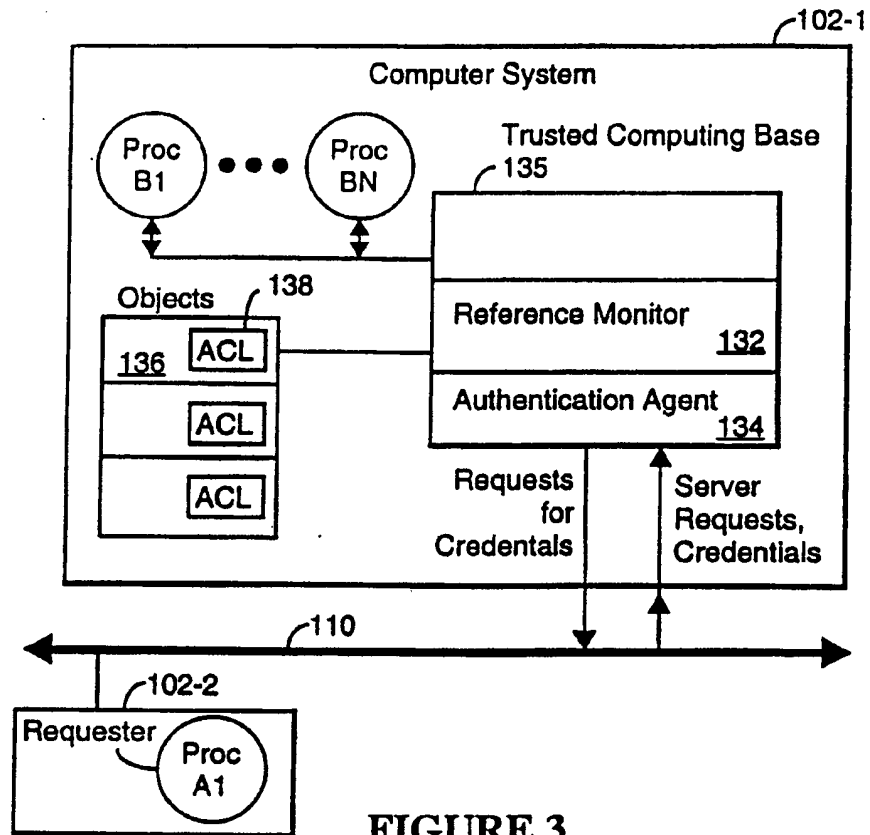 102-1
Computer System
Proc
B1
Proc
BN
Trusted Computing Base
135
Objects
138
136
ACL
ACL
ACL
Reference Monitor
132
Authentication Agent
134
Requests
for
Credentals
Server
Requests,
Credentials
110
102-2
Requester
Proc
A1
FIGURE 3